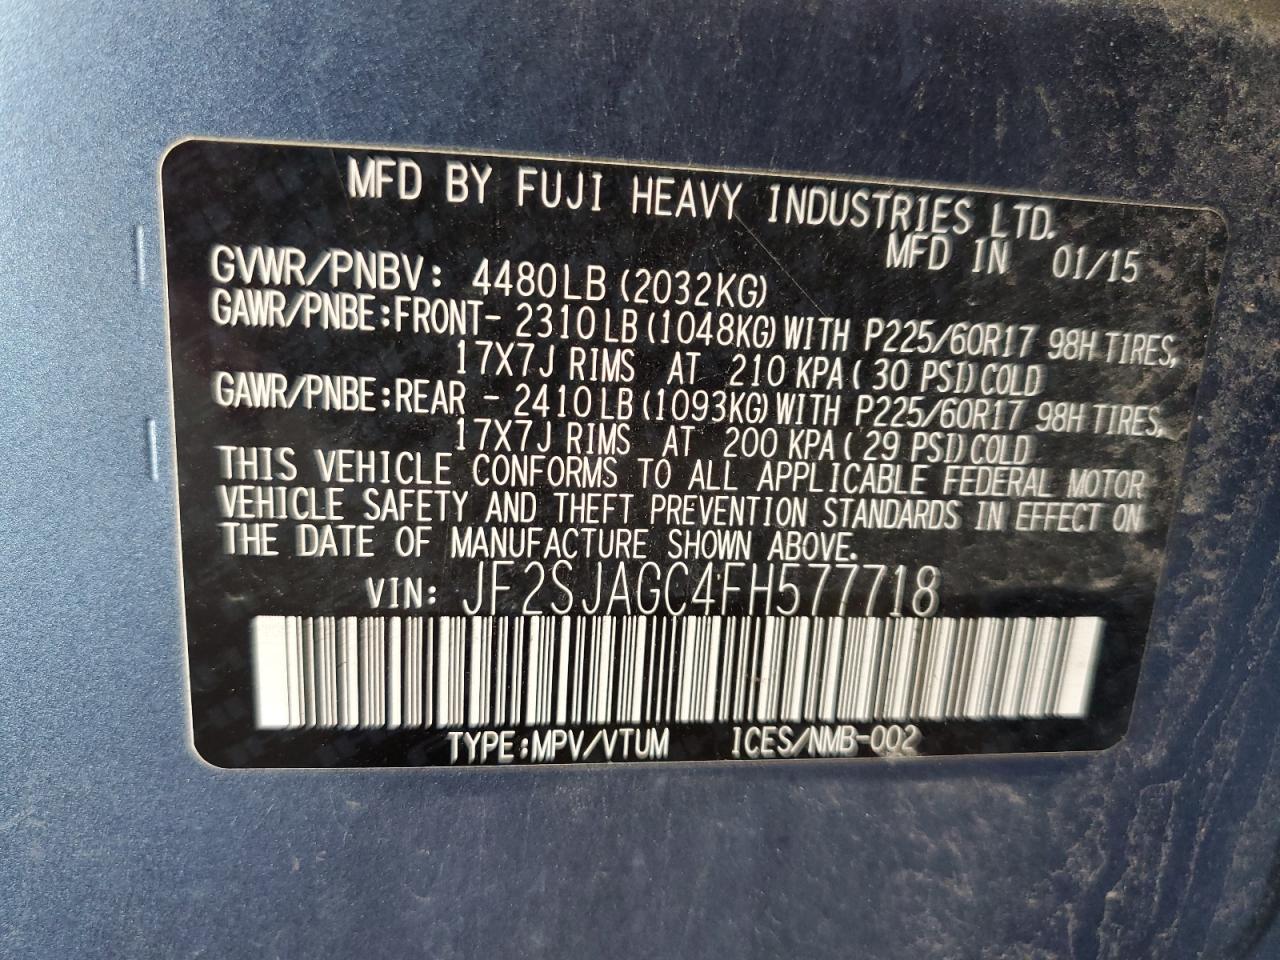 MFD BY FUJI HEAVY INDUSTRIES LTD.
MFD IN 01/15
GVWR/PNBV: 4480LB (2032KG)
GAWR/PNBE:FRONT- 2310LB(1048KG)WITH P225/60R17 98H TIRES,
17X7J RIMS AT 210 KPA( 30 PSI)COLD
GAWR/PNBE:REAR - 2410LB(1093KG)WITH P225/60R17 98H TIRES,
17X7J RIMS AT 200 KPA( 29 PSI)COLD
THIS VEHICLE CONFORMS TO ALL APPLICABLE FEDERAL MOTOR
VEHICLE SAFETY AND THEFT PREVENTION STANDARDS IN EFFECT ON
THE DATE OF MANUFACTURE SHOWN ABOVE.
VIN: JF2SJAGC4FH577718
TYPE:MPV/VTUM ICES/NMB-002